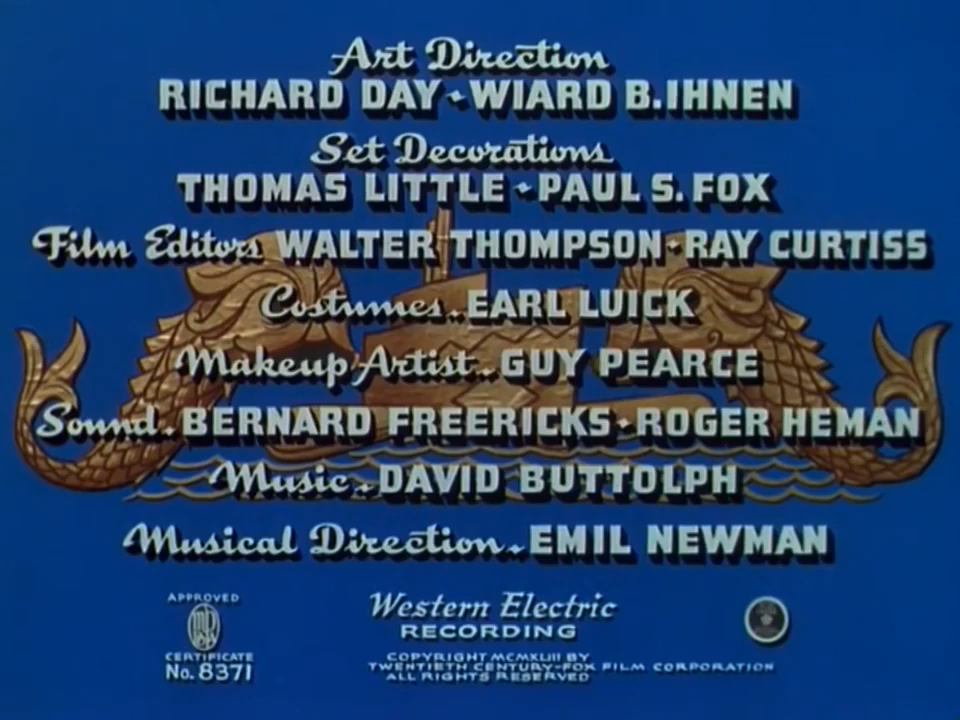 Art Direction
RICHARD DAY · WIARD B. IHNEN
Set Decorations
THOMAS LITTLE · PAUL S. FOX
Film Editors WALTER THOMPSON · RAY CURTISS
Costumes.. EARL LUICK
Makeup Artist.. GUY PEARCE
Sound.. BERNARD FREERICKS · ROGER HEMAN
Music.. DAVID BUTTOLPH
Musical Direction.. EMIL NEWMAN
APPROVED
CERTIFICATE
No. 8371
Western Electric
RECORDING
COPYRIGHT MCMXLIII BY
TWENTIETH CENTURY-FOX FILM CORPORATION
ALL RIGHTS RESERVED